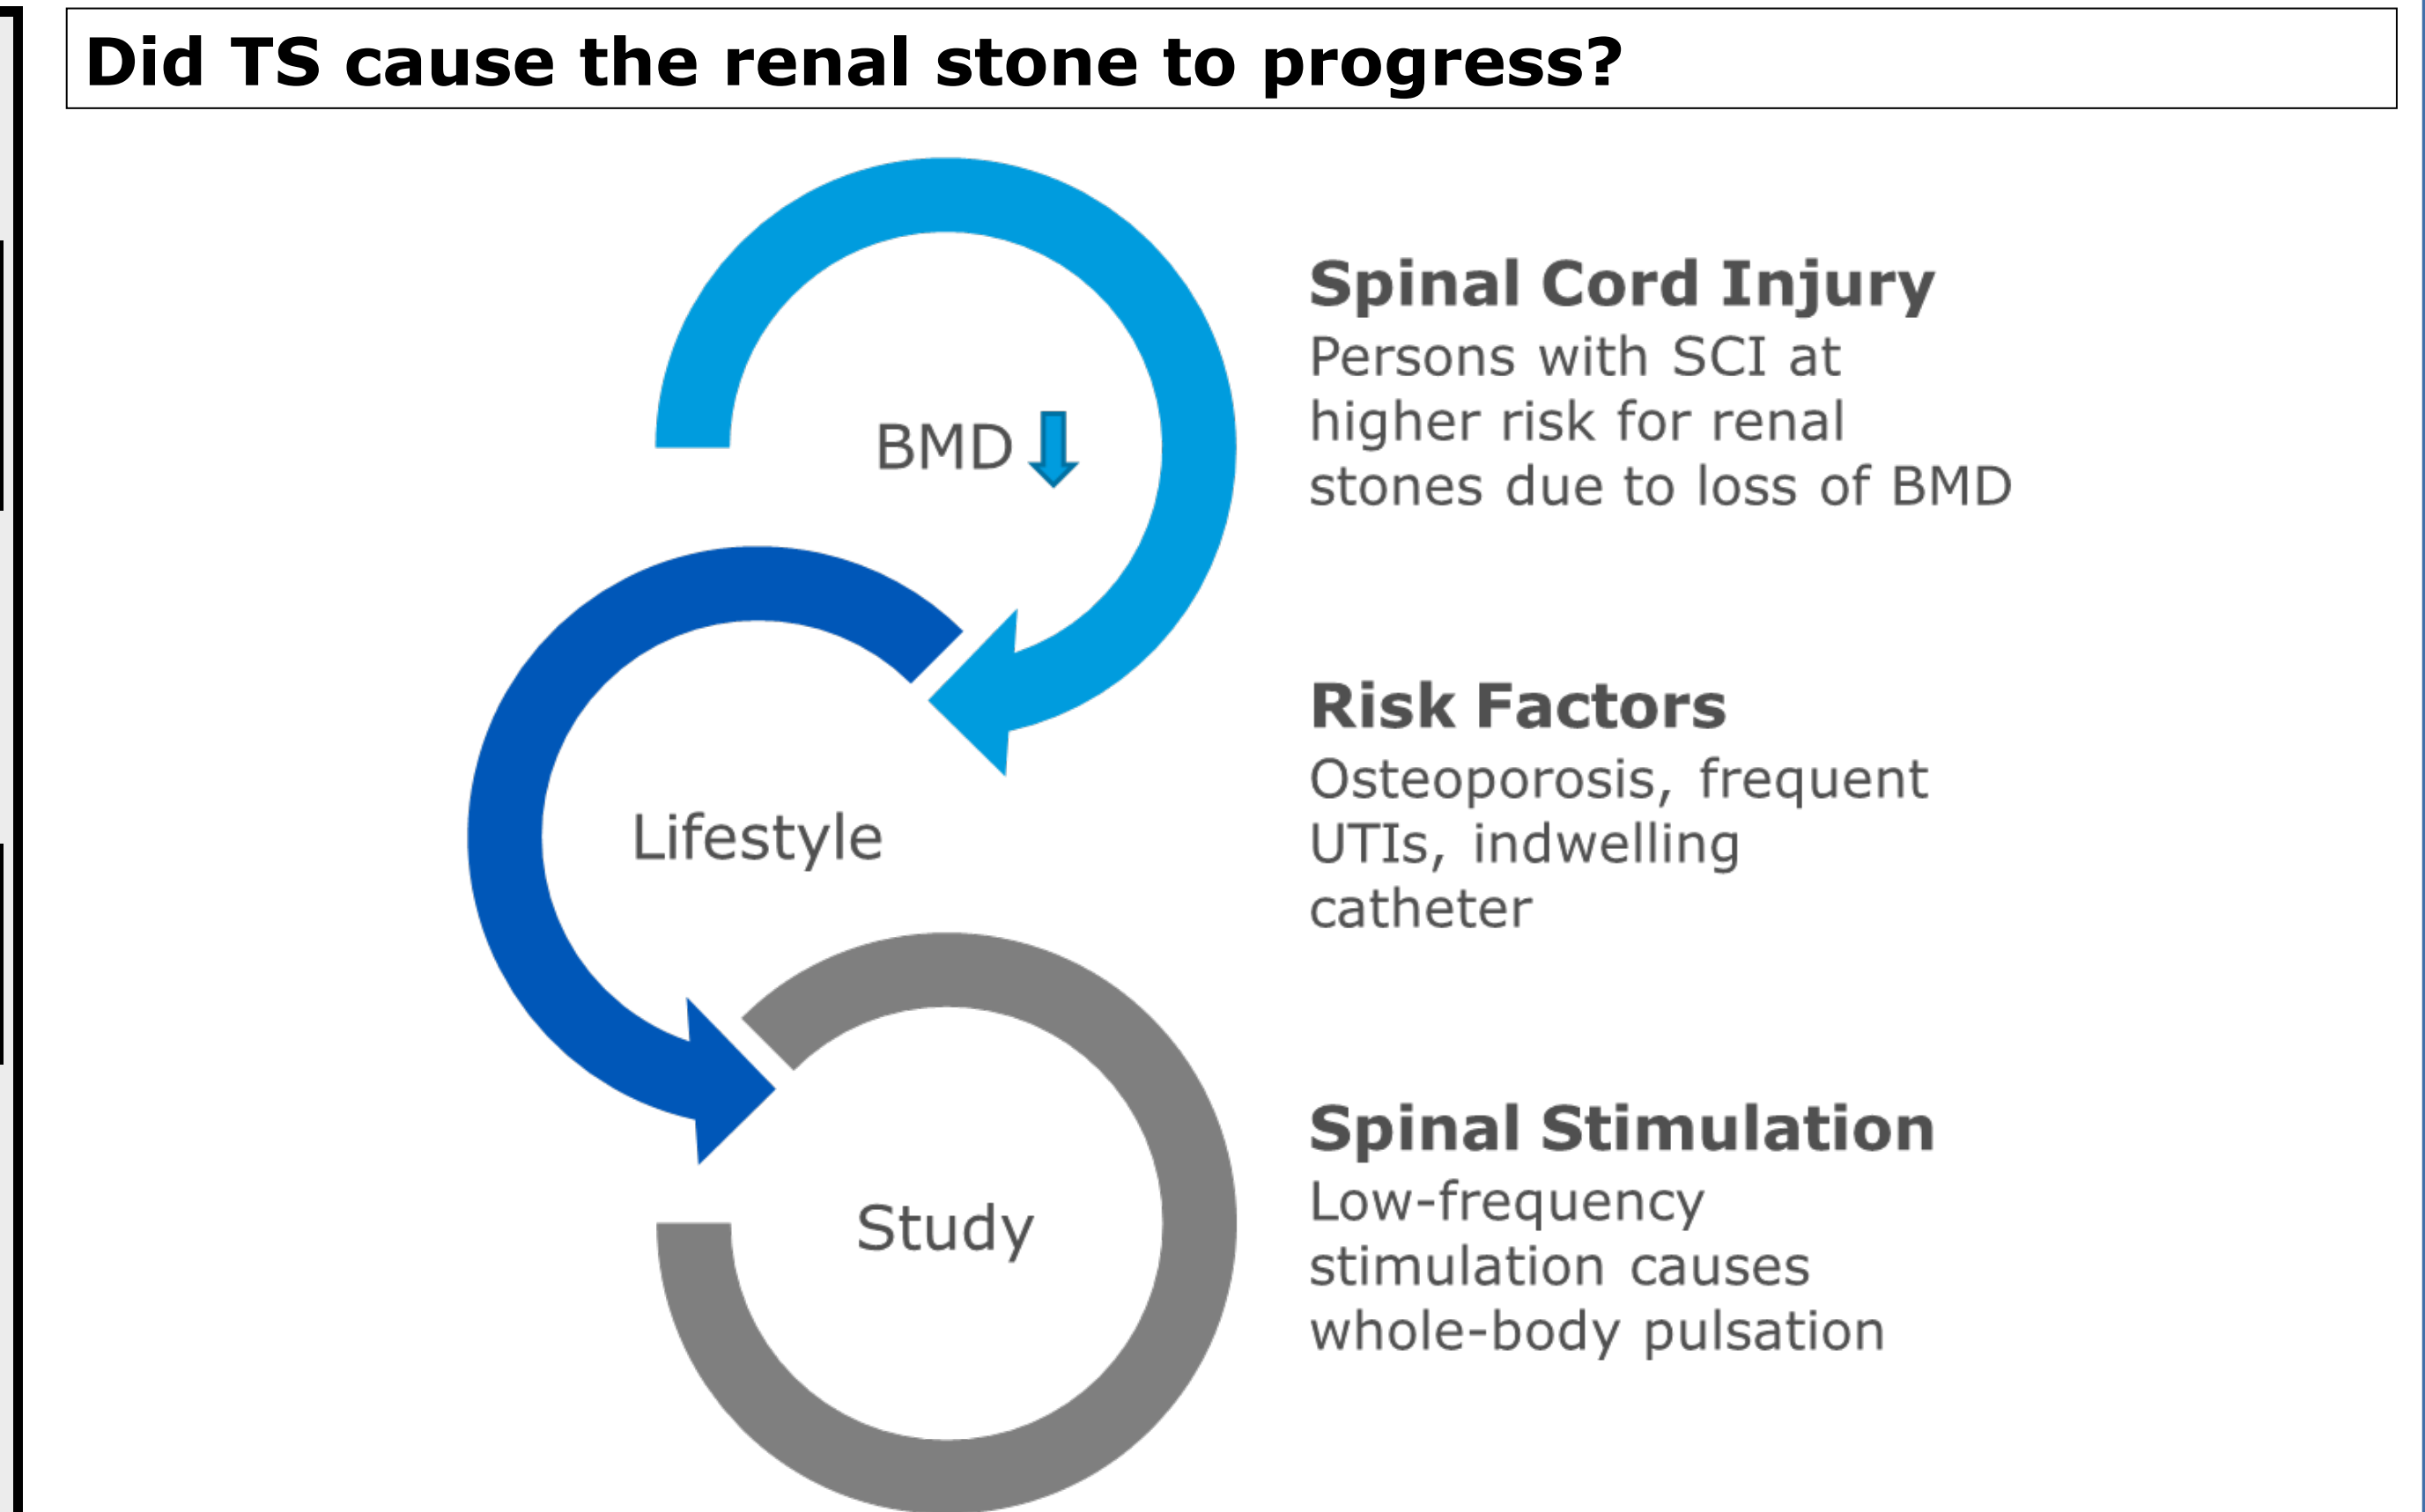 Did TS cause the renal stone to progress?
BMD
Spinal Cord Injury
Persons with SCI at
higher risk for renal
stones due to loss of BMD
Lifestyle
Risk Factors
Osteoporosis, frequent
UTIs, indwelling
catheter
Study
Spinal Stimulation
Low-frequency
stimulation causes
whole-body pulsation